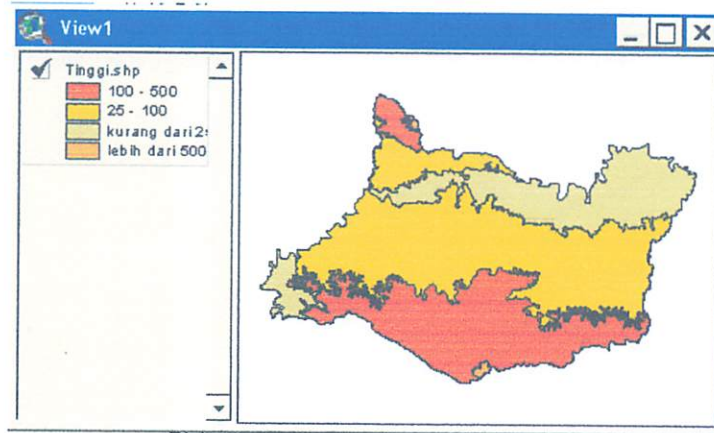 View1
Tinggi.shp
100 - 500
25 - 100
kurang dari 2
lebih dari 500